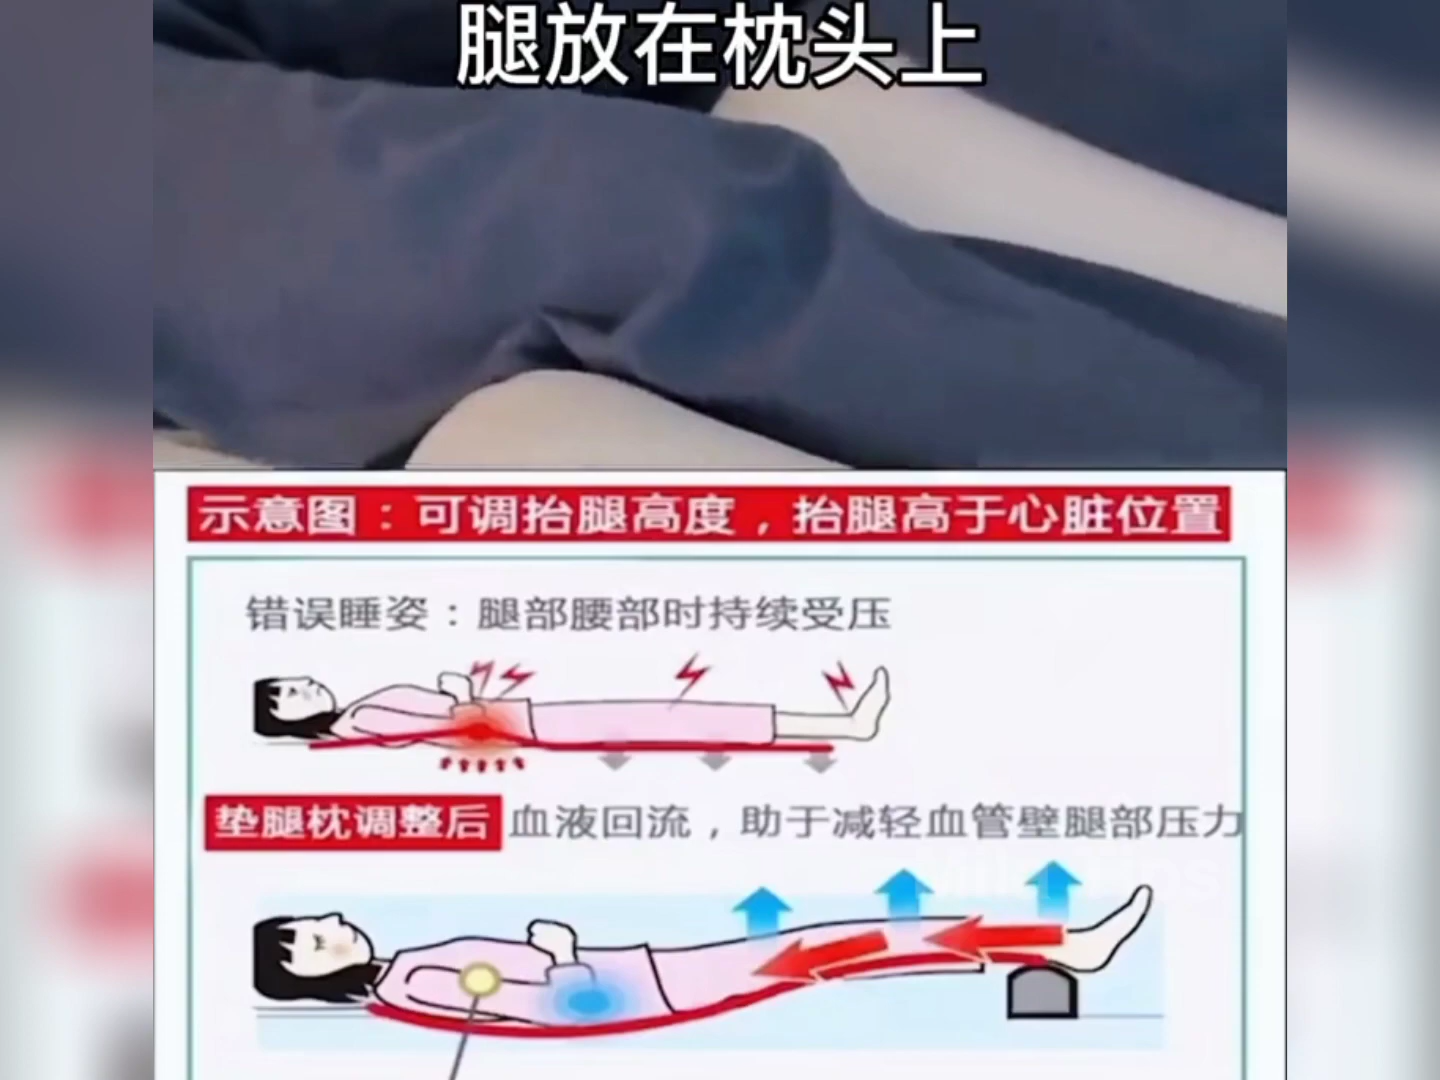 腿放在枕头上
示意图：可调抬腿高度，抬腿高于心脏位置
错误睡姿：腿部腰部时持续受压
垫腿枕调整后 血液回流，助于减轻血管壁腿部压力